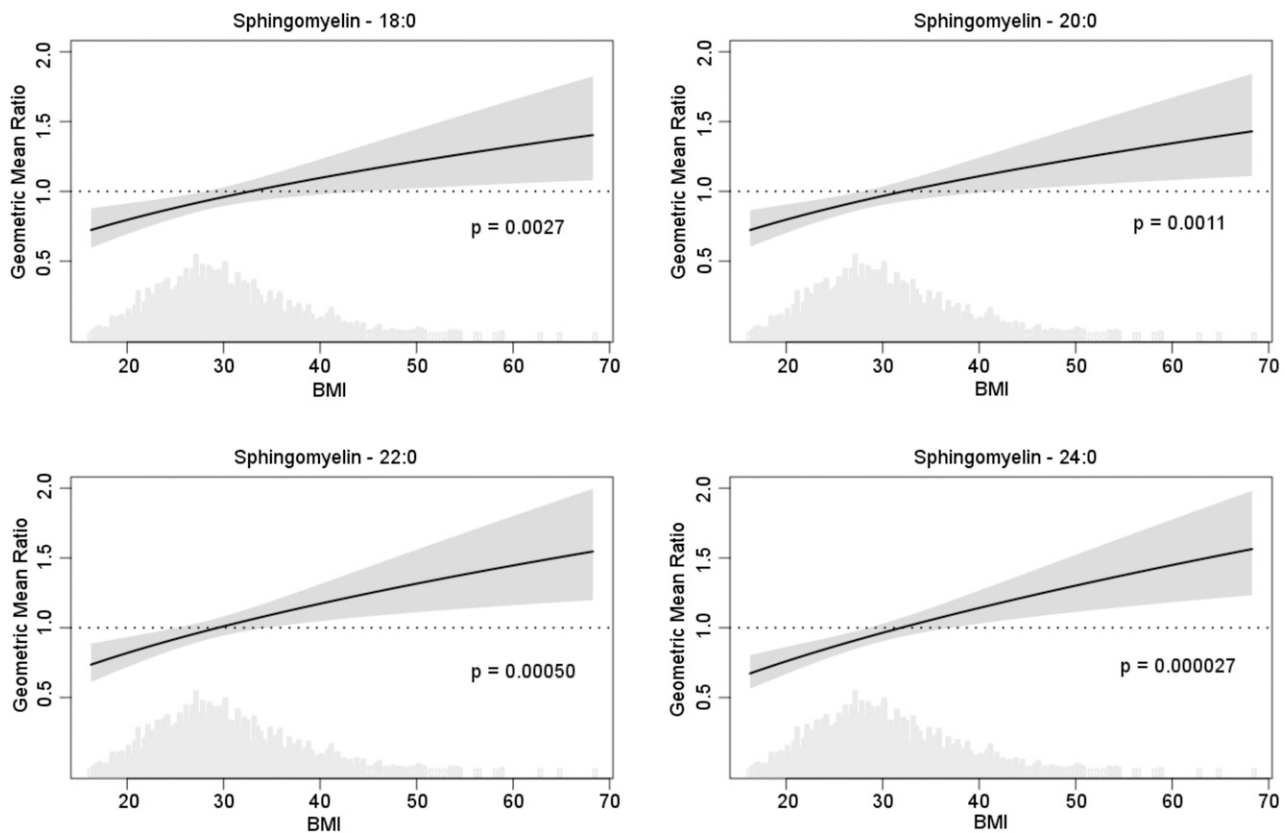 Sphingomyelin - 18:0
Geometric Mean Ratio
2.0
1.5
1.0
0.5
p = 0.0027
20 30 40 50 60 70
BMI
Sphingomyelin - 20:0
Geometric Mean Ratio
2.0
1.5
1.0
0.5
p = 0.0011
20 30 40 50 60 70
BMI
Sphingomyelin - 22:0
Geometric Mean Ratio
2.0
1.5
1.0
0.5
p = 0.00050
20 30 40 50 60 70
BMI
Sphingomyelin - 24:0
Geometric Mean Ratio
2.0
1.5
1.0
0.5
p = 0.000027
20 30 40 50 60 70
BMI